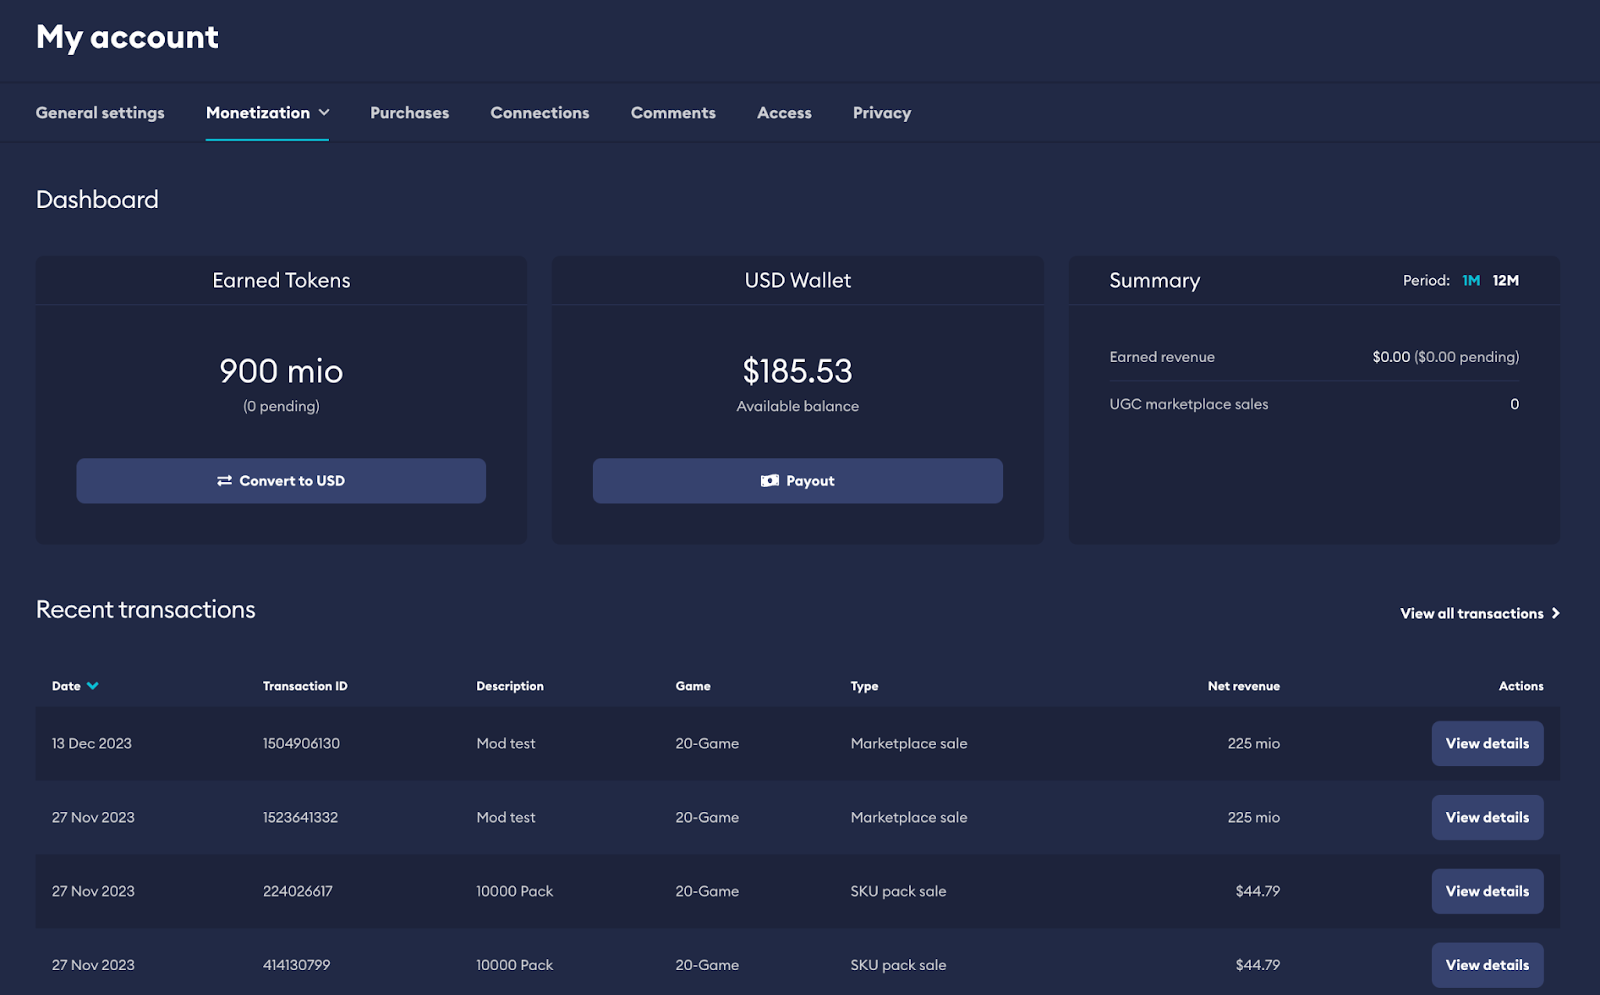 My account
General settings Monetization Purchases Connections Comments Access Privacy
Dashboard
Earned Tokens
900 mio
(0 pending)
Convert to USD
USD Wallet
$185.53
Available balance
Payout
Summary Period: 1M 12M
Earned revenue $0.00 ($0.00 pending)
UGC marketplace sales 0
Recent transactions View all transactions
Date Transaction ID Description Game Type Net revenue Actions
13 Dec 2023 1504906130 Mod test 20-Game Marketplace sale 225 mio View details
27 Nov 2023 1523641332 Mod test 20-Game Marketplace sale 225 mio View details
27 Nov 2023 224026617 10000 Pack 20-Game SKU pack sale $44.79 View details
27 Nov 2023 414130799 10000 Pack 20-Game SKU pack sale $44.79 View details